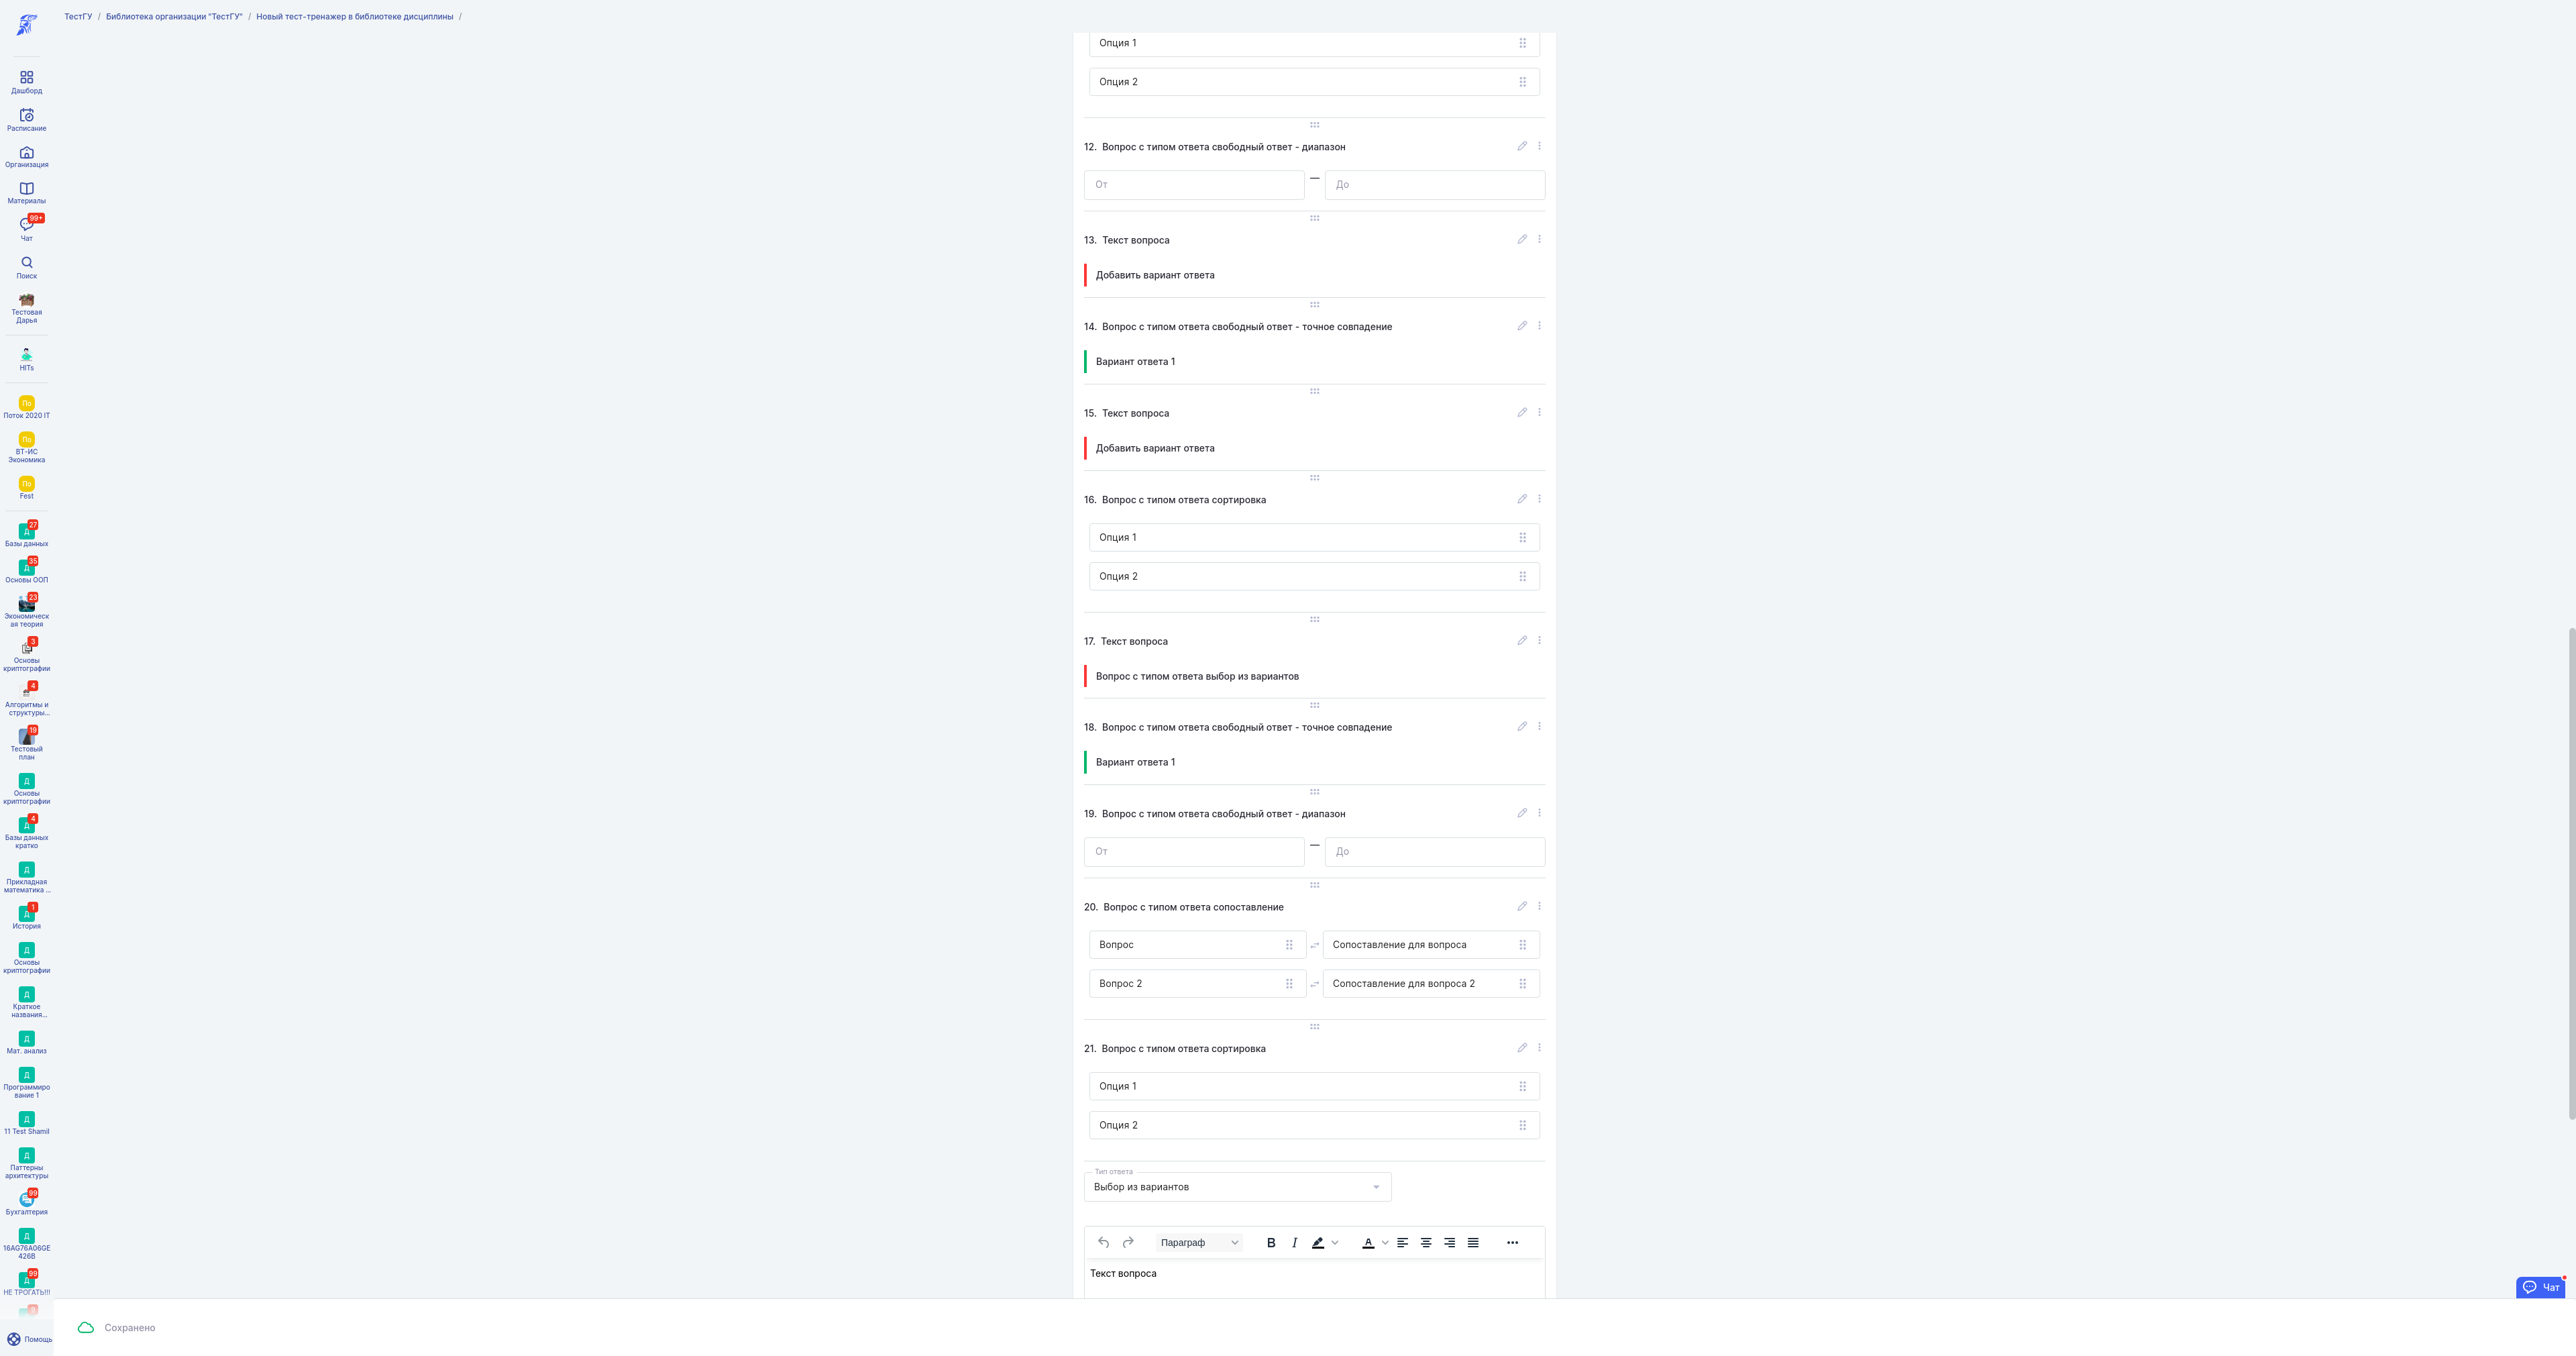 ТестГУ / Библиотека организации "ТестГУ" / Новый тест-тренажер в библиотеке дисциплины /
Дашборд
Расписание
Организация
Материалы
99+
Чат
Поиск
Тестовая
Дарья
HITs
По
Поток 2020 IT
По
ВТ-ИС
Экономика
По
Fest
27
Д
Базы данных
35
Д
Основы ООП
23
Экономическ
ая теория
3
Основы
криптографии
4
Алгоритмы и
структуры...
19
Тестовый
план
Д
Основы
криптографии
4
Д
Базы данных
кратко
Д
Прикладная
математика ...
1
Д
История
Д
Основы
криптографии
Д
Краткое
названия...
Д
Мат. анализ
Д
Программиро
вание 1
Д
11 Test Shamil
Д
Паттерны
архитектуры
99
Бухгалтерия
Д
16AG76A06GE
426B
99
Д
НЕ ТРОГАТЬ!!!
Помощь
Опция 1
Опция 2
12. Вопрос с типом ответа свободный ответ - диапазон
От — До
13. Текст вопроса
Добавить вариант ответа
14. Вопрос с типом ответа свободный ответ - точное совпадение
Вариант ответа 1
15. Текст вопроса
Добавить вариант ответа
16. Вопрос с типом ответа сортировка
Опция 1
Опция 2
17. Текст вопроса
Вопрос с типом ответа выбор из вариантов
18. Вопрос с типом ответа свободный ответ - точное совпадение
Вариант ответа 1
19. Вопрос с типом ответа свободный ответ - диапазон
От — До
20. Вопрос с типом ответа сопоставление
Вопрос Сопоставление для вопроса
Вопрос 2 Сопоставление для вопроса 2
21. Вопрос с типом ответа сортировка
Опция 1
Опция 2
Тип ответа
Выбор из вариантов
Параграф B I A
Текст вопроса
Чат
Сохранено